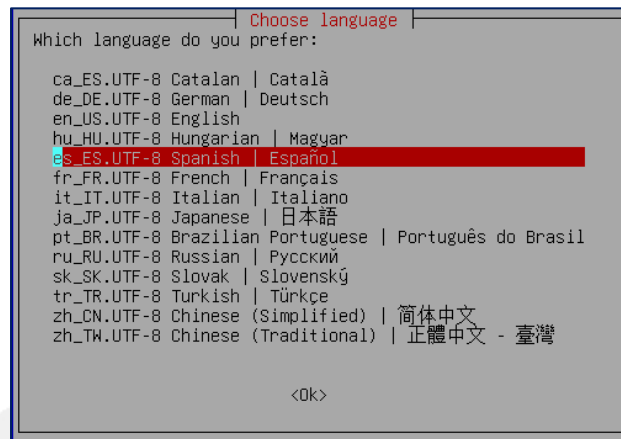 Choose language
Which language do you prefer:
ca_ES.UTF-8 Catalan | Català
de_DE.UTF-8 German | Deutsch
en_US.UTF-8 English
hu_HU.UTF-8 Hungarian | Magyar
es_ES.UTF-8 Spanish | Español
fr_FR.UTF-8 French | Français
it_IT.UTF-8 Italian | Italiano
ja_JP.UTF-8 Japanese | 日本語
pt_BR.UTF-8 Brazilian Portuguese | Português do Brasil
ru_RU.UTF-8 Russian | Русский
sk_SK.UTF-8 Slovak | Slovenský
tr_TR.UTF-8 Turkish | Türkçe
zh_CN.UTF-8 Chinese (Simplified) | 简体中文
zh_TW.UTF-8 Chinese (Traditional) | 正體中文 - 臺灣
<Ok>